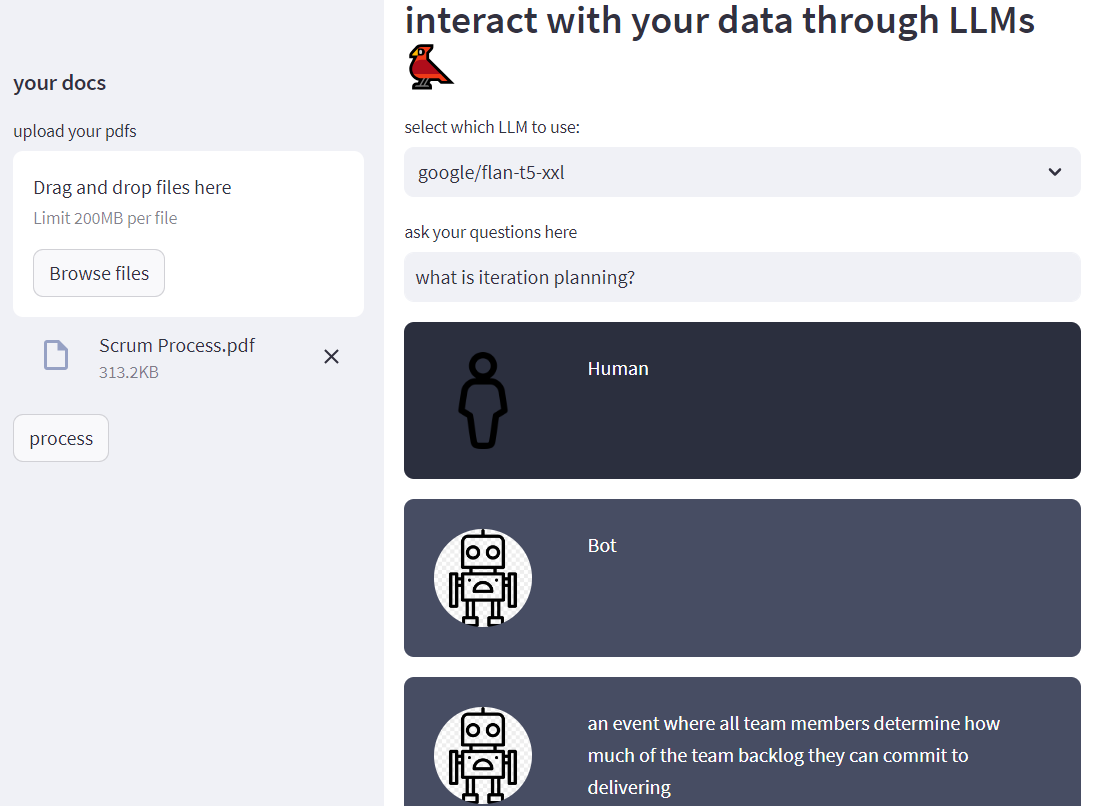 your docs
upload your pdfs
Drag and drop files here
Limit 200MB per file
Browse files
Scrum Process.pdf
313.2KB
process
interact with your data through LLMs
select which LLM to use:
google/flan-t5-xxl
ask your questions here
what is iteration planning?
Human
Bot
an event where all team members determine how
much of the team backlog they can commit to
delivering